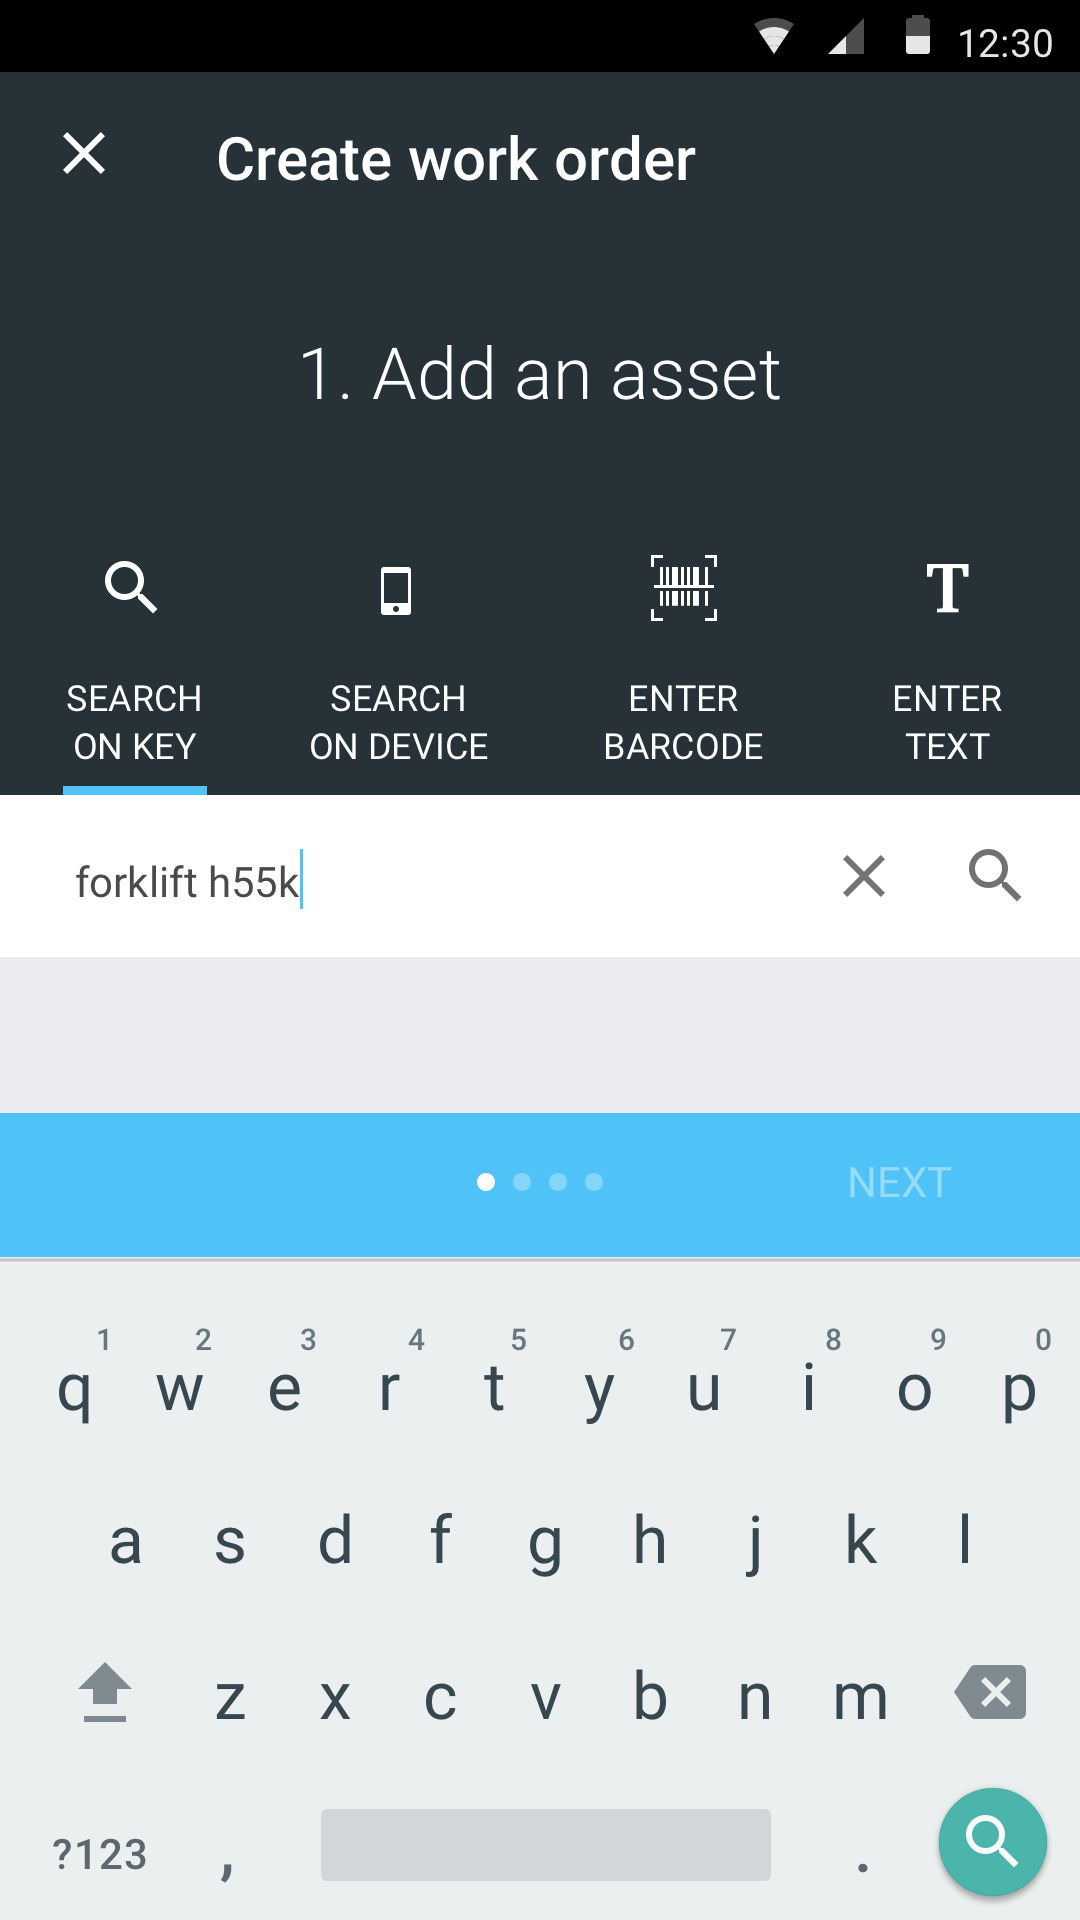 12:30
Create work order
1. Add an asset
SEARCH
ON KEY
SEARCH
ON DEVICE
ENTER
BARCODE
T
ENTER
TEXT
forklift h55k
NEXT
1 2 3 4 5 6 7 8 9 0
q w e r t y u i o p
a s d f g h j k l
z x c v b n m
?123 , .